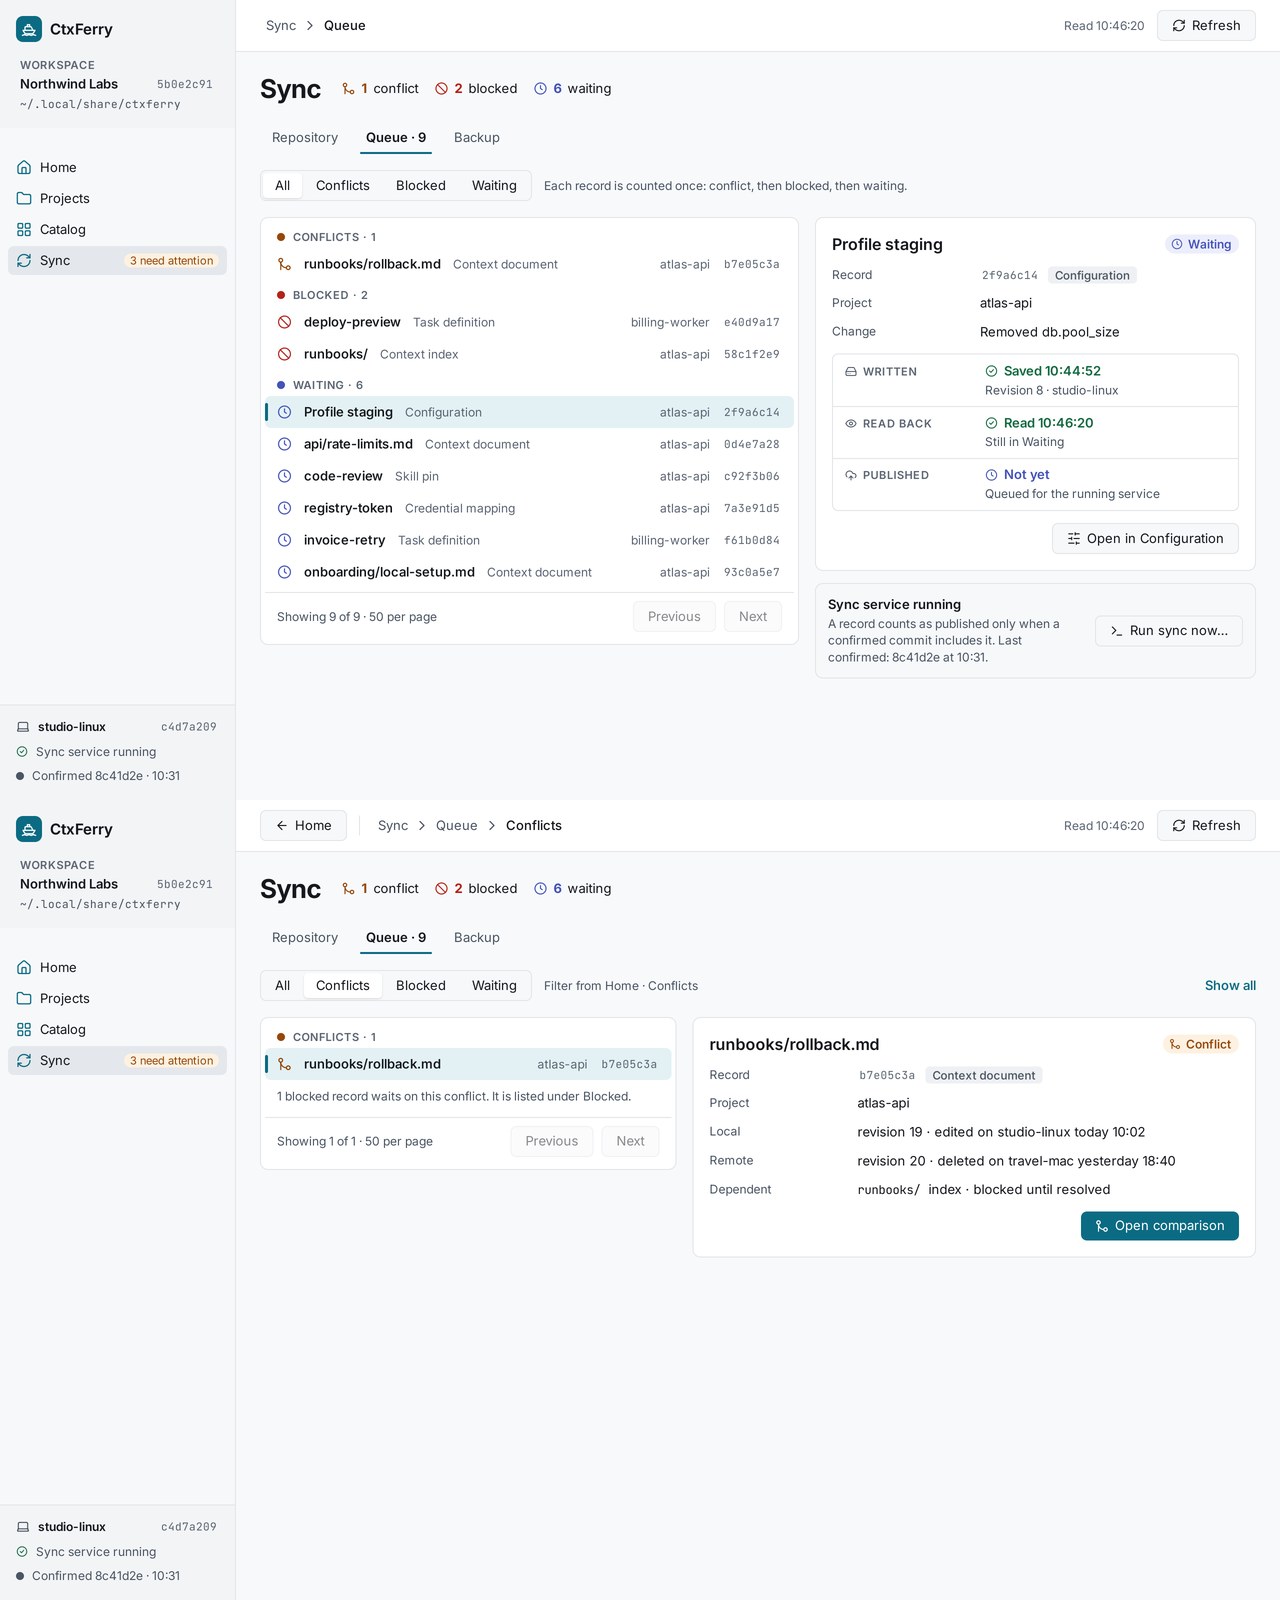 CtxFerry
WORKSPACE
Northwind Labs 5b0e2c91
~/.local/share/ctxferry
Home
Projects
Catalog
Sync 3 need attention
studio-linux c4d7a209
Sync service running
Confirmed 8c41d2e · 10:31
Sync > Queue
Read 10:46:20 Refresh
Sync 1 conflict 2 blocked 6 waiting
Repository Queue · 9 Backup
All Conflicts Blocked Waiting Each record is counted once: conflict, then blocked, then waiting.
CONFLICTS · 1
runbooks/rollback.md Context document atlas-api b7e05c3a
BLOCKED · 2
deploy-preview Task definition billing-worker e40d9a17
runbooks/ Context index atlas-api 58c1f2e9
WAITING · 6
Profile staging Configuration atlas-api 2f9a6c14
api/rate-limits.md Context document atlas-api 0d4e7a28
code-review Skill pin atlas-api c92f3b06
registry-token Credential mapping atlas-api 7a3e91d5
invoice-retry Task definition billing-worker f61b0d84
onboarding/local-setup.md Context document atlas-api 93c0a5e7
Showing 9 of 9 · 50 per page Previous Next
Profile staging Waiting
Record 2f9a6c14 Configuration
Project atlas-api
Change Removed db.pool_size
WRITTEN Saved 10:44:52
Revision 8 · studio-linux
READ BACK Read 10:46:20
Still in Waiting
PUBLISHED Not yet
Queued for the running service
Open in Configuration
Sync service running
A record counts as published only when a
confirmed commit includes it. Last
confirmed: 8c41d2e at 10:31.
Run sync now...
CtxFerry
WORKSPACE
Northwind Labs 5b0e2c91
~/.local/share/ctxferry
Home
Projects
Catalog
Sync 3 need attention
studio-linux c4d7a209
Sync service running
Confirmed 8c41d2e · 10:31
Home Sync > Queue > Conflicts
Read 10:46:20 Refresh
Sync 1 conflict 2 blocked 6 waiting
Repository Queue · 9 Backup
All Conflicts Blocked Waiting Filter from Home · Conflicts Show all
CONFLICTS · 1
runbooks/rollback.md atlas-api b7e05c3a
1 blocked record waits on this conflict. It is listed under Blocked.
Showing 1 of 1 · 50 per page Previous Next
runbooks/rollback.md Conflict
Record b7e05c3a Context document
Project atlas-api
Local revision 19 · edited on studio-linux today 10:02
Remote revision 20 · deleted on travel-mac yesterday 18:40
Dependent runbooks/ index · blocked until resolved
Open comparison